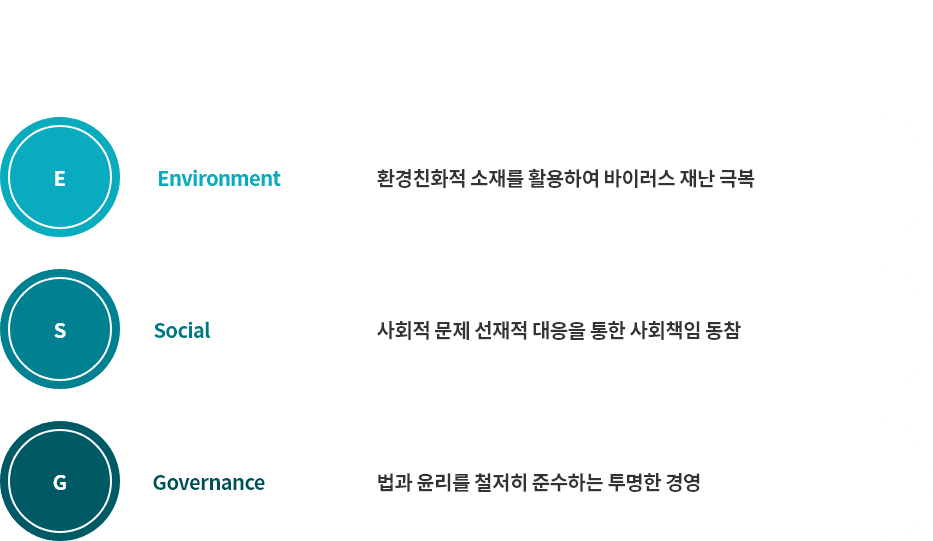 E
Environment
환경친화적 소재를 활용하여 바이러스 재난 극복
S
Social
사회적 문제 선재적 대응을 통한 사회책임 동참
G
Governance
법과 윤리를 철저히 준수하는 투명한 경영